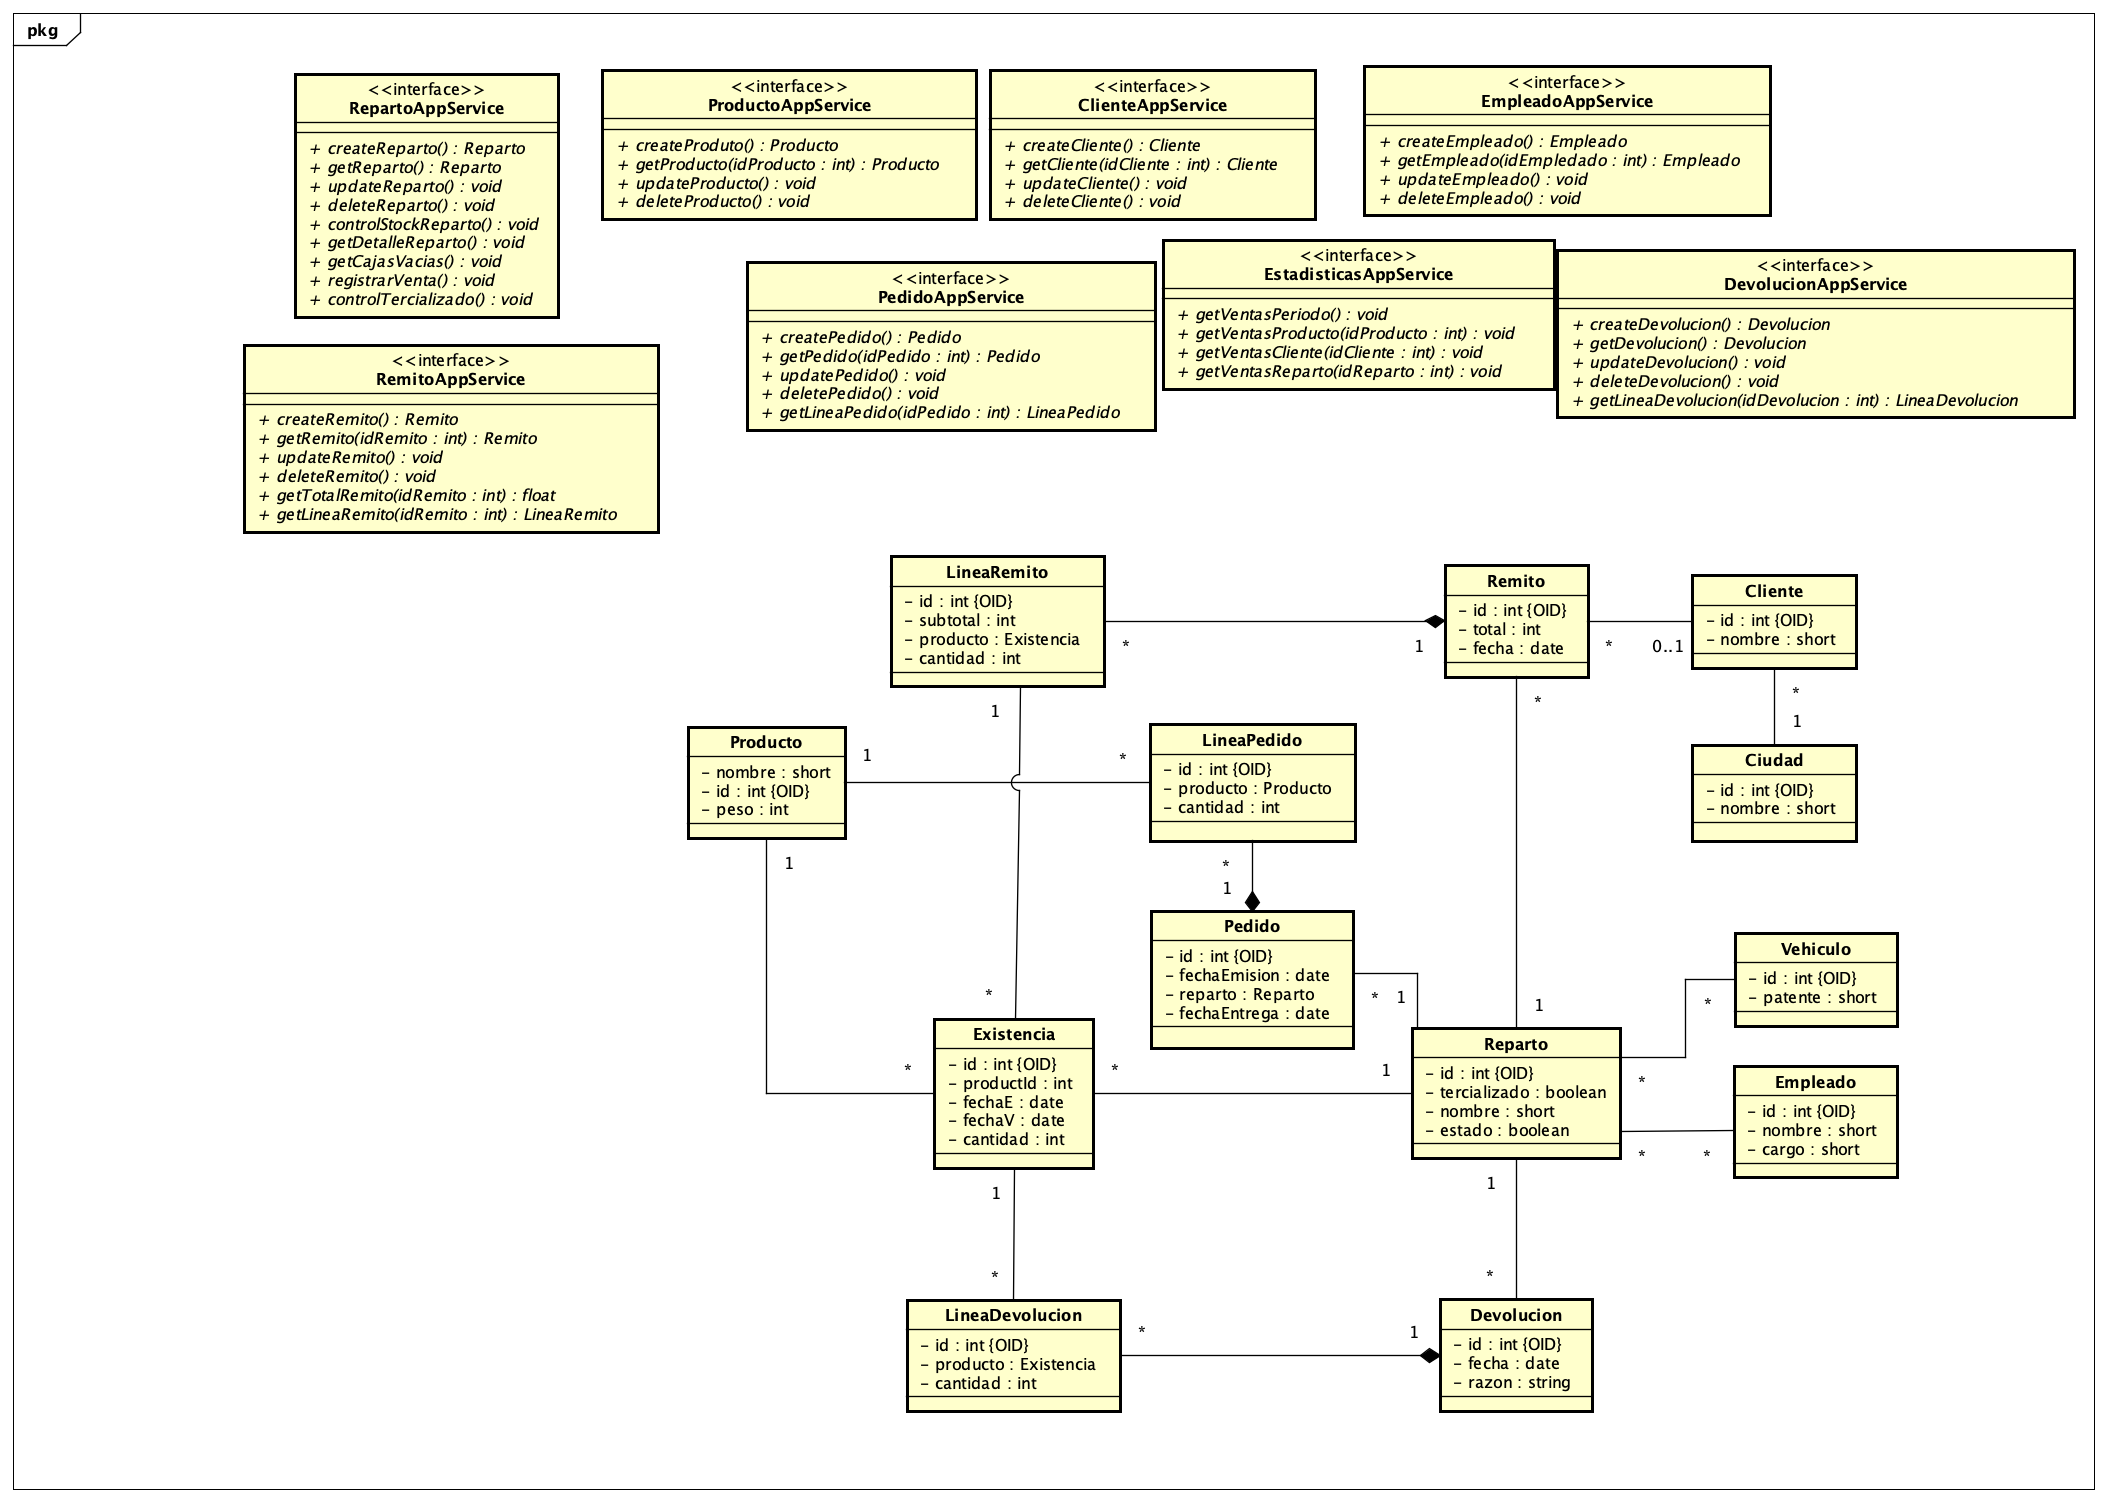 pkg
<<interface>>
RepartoAppService
+ createReparto() : Reparto
+ getReparto() : Reparto
+ updateReparto() : void
+ deleteReparto() : void
+ controlStockReparto() : void
+ getDetalleReparto() : void
+ getCajasVacias() : void
+ registrarVenta() : void
+ controlTercializado() : void
<<interface>>
ProductoAppService
+ createProduto() : Producto
+ getProducto(idProducto : int) : Producto
+ updateProducto() : void
+ deleteProducto() : void
<<interface>>
ClienteAppService
+ createCliente() : Cliente
+ getCliente(idCliente : int) : Cliente
+ updateCliente() : void
+ deleteCliente() : void
<<interface>>
EmpleadoAppService
+ createEmpleado() : Empleado
+ getEmpleado(idEmpledado : int) : Empleado
+ updateEmpleado() : void
+ deleteEmpleado() : void
<<interface>>
PedidoAppService
+ createPedido() : Pedido
+ getPedido(idPedido : int) : Pedido
+ updatePedido() : void
+ deletePedido() : void
+ getLineaPedido(idPedido : int) : LineaPedido
<<interface>>
EstadisticasAppService
+ getVentasPeriodo() : void
+ getVentasProducto(idProducto : int) : void
+ getVentasCliente(idCliente : int) : void
+ getVentasReparto(idReparto : int) : void
<<interface>>
DevolucionAppService
+ createDevolucion() : Devolucion
+ getDevolucion() : Devolucion
+ updateDevolucion() : void
+ deleteDevolucion() : void
+ getLineaDevolucion(idDevolucion : int) : LineaDevolucion
<<interface>>
RemitoAppService
+ createRemito() : Remito
+ getRemito(idRemito : int) : Remito
+ updateRemito() : void
+ deleteRemito() : void
+ getTotalRemito(idRemito : int) : float
+ getLineaRemito(idRemito : int) : LineaRemito
LineaRemito
- id : int {OID}
- subtotal : int
- producto : Existencia
- cantidad : int
*
1
Remito
- id : int {OID}
- total : int
- fecha : date
*
0..1
Cliente
- id : int {OID}
- nombre : short
*
1
Ciudad
- id : int {OID}
- nombre : short
1
*
Producto
- nombre : short
- id : int {OID}
- peso : int
1
*
LineaPedido
- id : int {OID}
- producto : Producto
- cantidad : int
1
*
1
Pedido
- id : int {OID}
- fechaEmision : date
- reparto : Reparto
- fechaEntrega : date
*
1
1
Vehiculo
- id : int {OID}
- patente : short
*
*
*
Existencia
- id : int {OID}
- productId : int
- fechaE : date
- fechaV : date
- cantidad : int
*
1
Reparto
- id : int {OID}
- tercializado : boolean
- nombre : short
- estado : boolean
*
Empleado
- id : int {OID}
- nombre : short
- cargo : short
*
*
1
*
1
*
LineaDevolucion
- id : int {OID}
- producto : Existencia
- cantidad : int
*
1
Devolucion
- id : int {OID}
- fecha : date
- razon : string